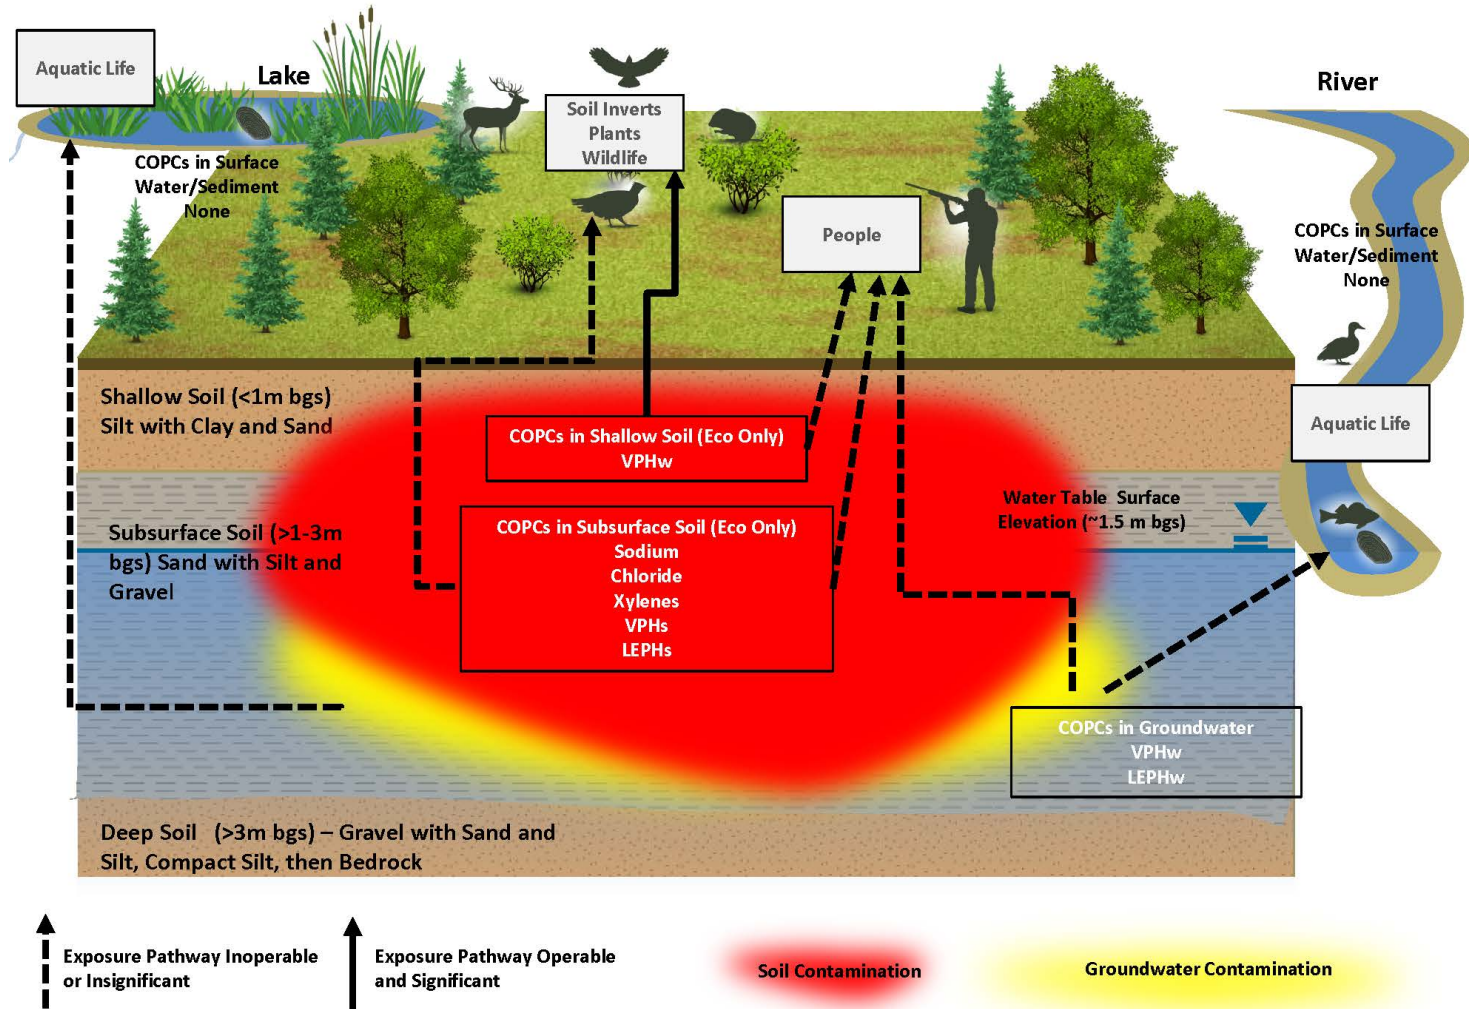 Aquatic Life
Lake
COPCs in Surface
Water/Sediment
None
Soil Inverts
Plants
Wildlife
People
River
COPCs in Surface
Water/Sediment
None
Aquatic Life
Shallow Soil (<1m bgs)
Silt with Clay and Sand
COPCs in Shallow Soil (Eco Only)
VPHw
Subsurface Soil (>1-3m
bgs) Sand with Silt and
Gravel
COPCs in Subsurface Soil (Eco Only)
Sodium
Chloride
Xylenes
VPHs
LEPHs
Water Table Surface
Elevation (~1.5 m bgs)
COPCs in Groundwater
VPHw
LEPHw
Deep Soil (>3m bgs) – Gravel with Sand and
Silt, Compact Silt, then Bedrock
Exposure Pathway Inoperable
or Insignificant
Exposure Pathway Operable
and Significant
Soil Contamination
Groundwater Contamination